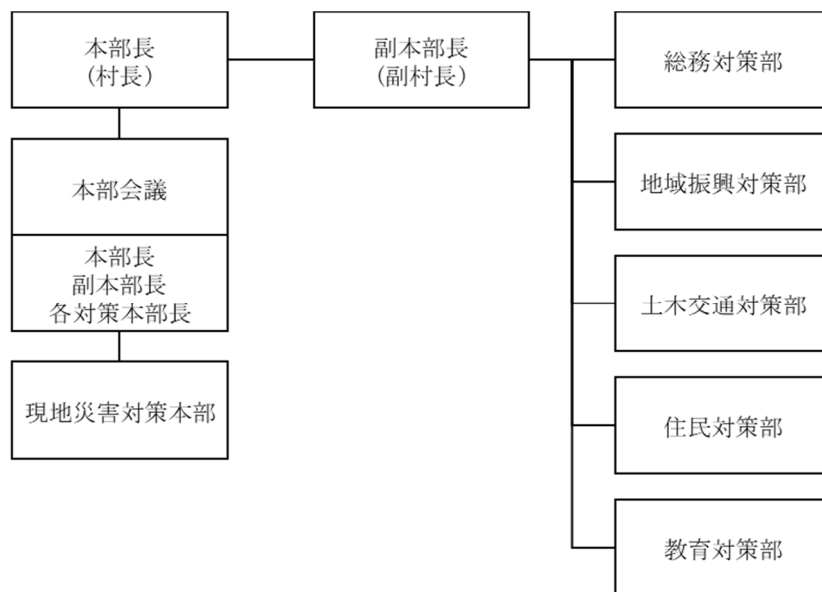 本部長
(村長)
副本部長
(副村長)
総務対策部
本部会議
地域振興対策部
本部長
副本部長
各対策本部長
土木交通対策部
現地災害対策本部
住民対策部
教育対策部